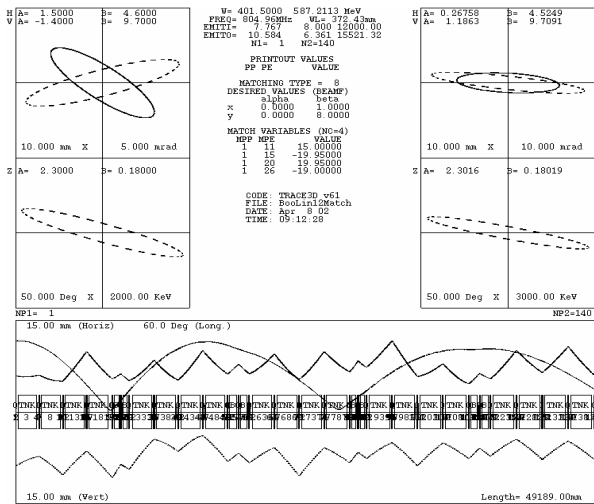 H A= 1.5000 B= 4.6000
V A= -1.4000 B= 9.7000
10.000 mm X 5.000 mrad
Z A= 2.3000 B= 0.18000
50.000 Deg X 2000.00 KeV
NP1= 1
W= 401.5000 587.2113 MeV
FREQ= 804.96MHz WL= 372.43mm
EMITI= 7.767 8.000 12000.00
EMITO= 10.584 6.361 15521.32
N1= 1 N2=140
PRINTOUT VALUES
PP PE VALUE
MATCHING TYPE = 8
DESIRED VALUES (BEAMF)
alpha beta
x 0.0000 1.0000
y 0.0000 8.0000
MATCH VARIABLES (NC=4)
MPP MPE VALUE
1 11 15.00000
1 15 -19.95000
1 20 19.95000
1 26 -19.00000
CODE: TRACE3D v61
FILE: BooLin12Match
DATE: Apr 8 02
TIME: 09:12:28
H A= 0.26758 B= 4.5249
V A= 1.1863 B= 9.7091
10.000 mm X 10.000 mrad
Z A= 2.3016 B= 0.18019
50.000 Deg X 3000.00 KeV
NP2=140
15.00 mm (Horiz) 60.0 Deg (Long.)
15.00 mm (Vert) Length= 49189.00mm